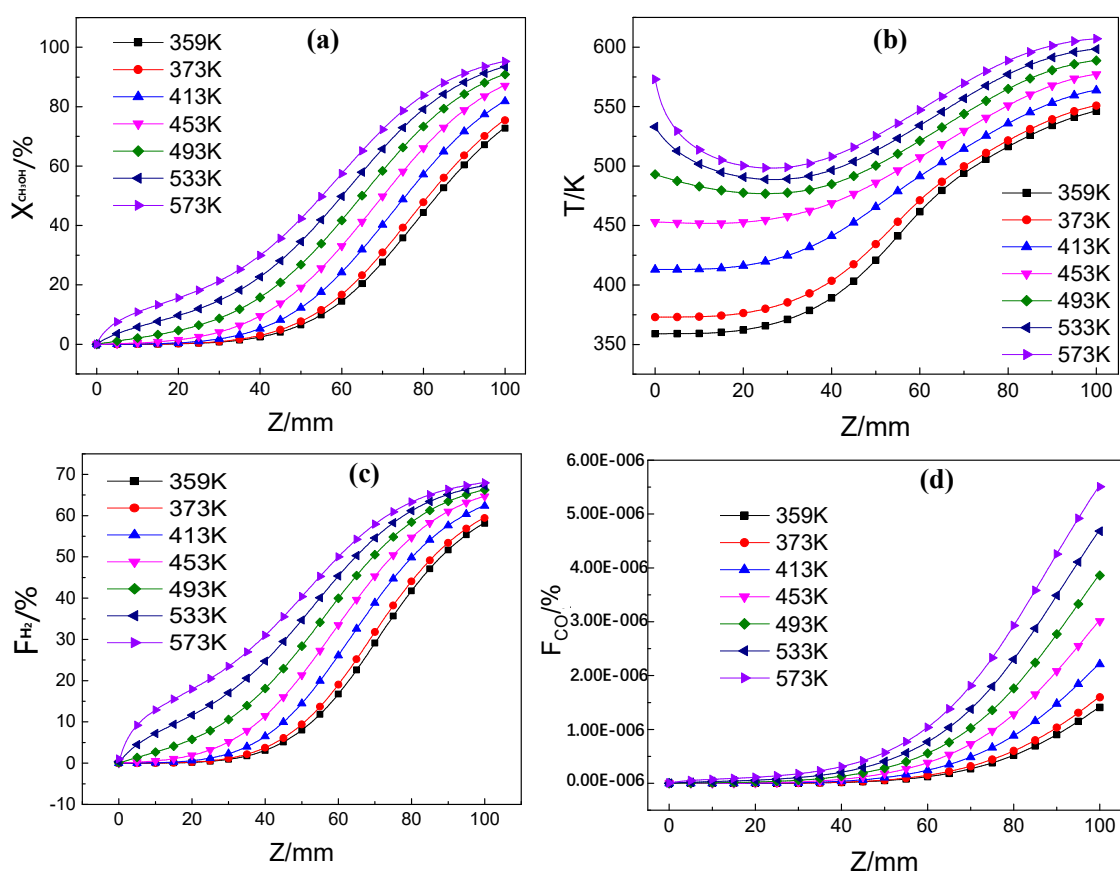 (a)
359K
373K
413K
453K
493K
533K
573K
100
80
60
40
20
0
XCH₃OH/%
0 20 40 60 80 100
Z/mm
(b)
600
550
500
450
400
350
T/K
359K
373K
413K
453K
493K
533K
573K
0 20 40 60 80 100
Z/mm
(c)
359K
373K
413K
453K
493K
533K
573K
70
60
50
40
30
20
10
0
-10
FH₂/%
0 20 40 60 80 100
Z/mm
(d)
6.00E-006
5.00E-006
4.00E-006
3.00E-006
2.00E-006
1.00E-006
0.00E-006
FCO/%
359K
373K
413K
453K
493K
533K
573K
0 20 40 60 80 100
Z/mm